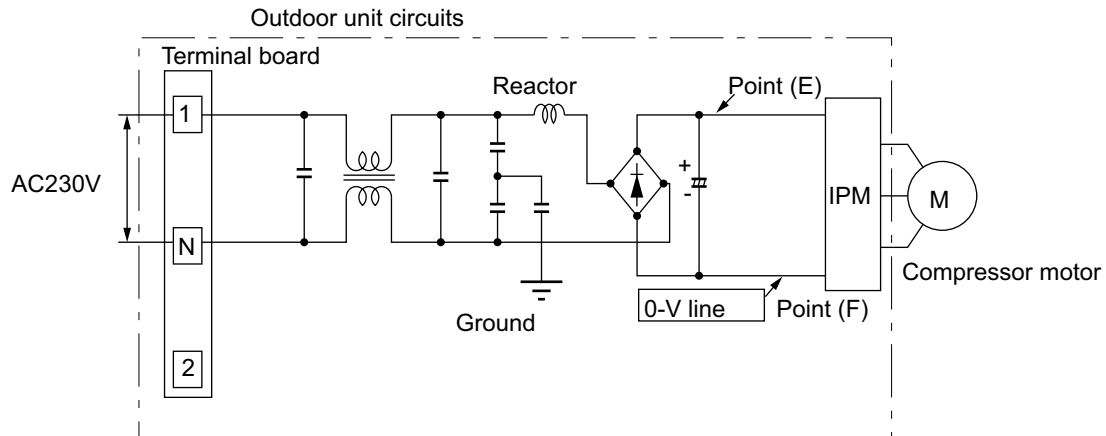 Outdoor unit circuits
Terminal board
1
Reactor
Point (E)
AC230V
+
-
IPM
M
N
Compressor motor
0-V line
Point (F)
Ground
2